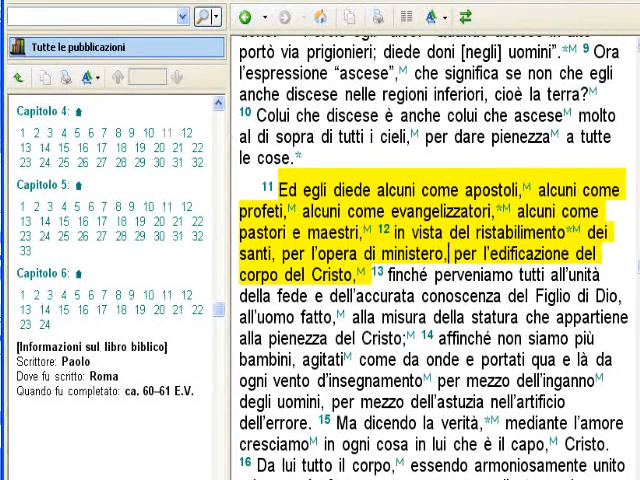 Tutte le pubblicazioni
Capitolo 4:
1 2 3 4 5 6 7 8 9 10 11 12
13 14 15 16 17 18 19 20 21 22
23 24 25 26 27 28 29 30 31 32
Capitolo 5:
1 2 3 4 5 6 7 8 9 10 11 12
13 14 15 16 17 18 19 20 21 22
23 24 25 26 27 28 29 30 31 32
33
Capitolo 6:
1 2 3 4 5 6 7 8 9 10 11 12
13 14 15 16 17 18 19 20 21 22
23 24
[Informazioni sul libro biblico]
Scrittore: Paolo
Dove fu scritto: Roma
Quando fu completato: ca. 60–61 E.V.
portò via prigionieri; diede doni [negli] uomini”.*M 9 Ora
l’espressione “ascese”,M che significa se non che egli
anche discese nelle regioni inferiori, cioè la terra?M
10 Colui che discese è anche colui che asceseM molto
al di sopra di tutti i cieli,M per dare pienezzaM a tutte
le cose.*
11 Ed egli diede alcuni come apostoli,M alcuni come
profeti,M alcuni come evangelizzatori,*M alcuni come
pastori e maestri,M 12 in vista del ristabilimento*M dei
santi, per l’opera di ministero, per l’edificazione del
corpo del Cristo,M 13 finché perveniamo tutti all’unità
della fede e dell’accurata conoscenza del Figlio di Dio,
all’uomo fatto,M alla misura della statura che appartiene
alla pienezza del Cristo;M 14 affinché non siamo più
bambini, agitatiM come da onde e portati qua e là da
ogni vento d’insegnamentoM per mezzo dell’ingannoM
degli uomini, per mezzo dell’astuzia nell’artificio
dell’errore. 15 Ma dicendo la verità,*M mediante l’amore
cresciamoM in ogni cosa in lui che è il capo,M Cristo.
16 Da lui tutto il corpo,M essendo armoniosamente unito